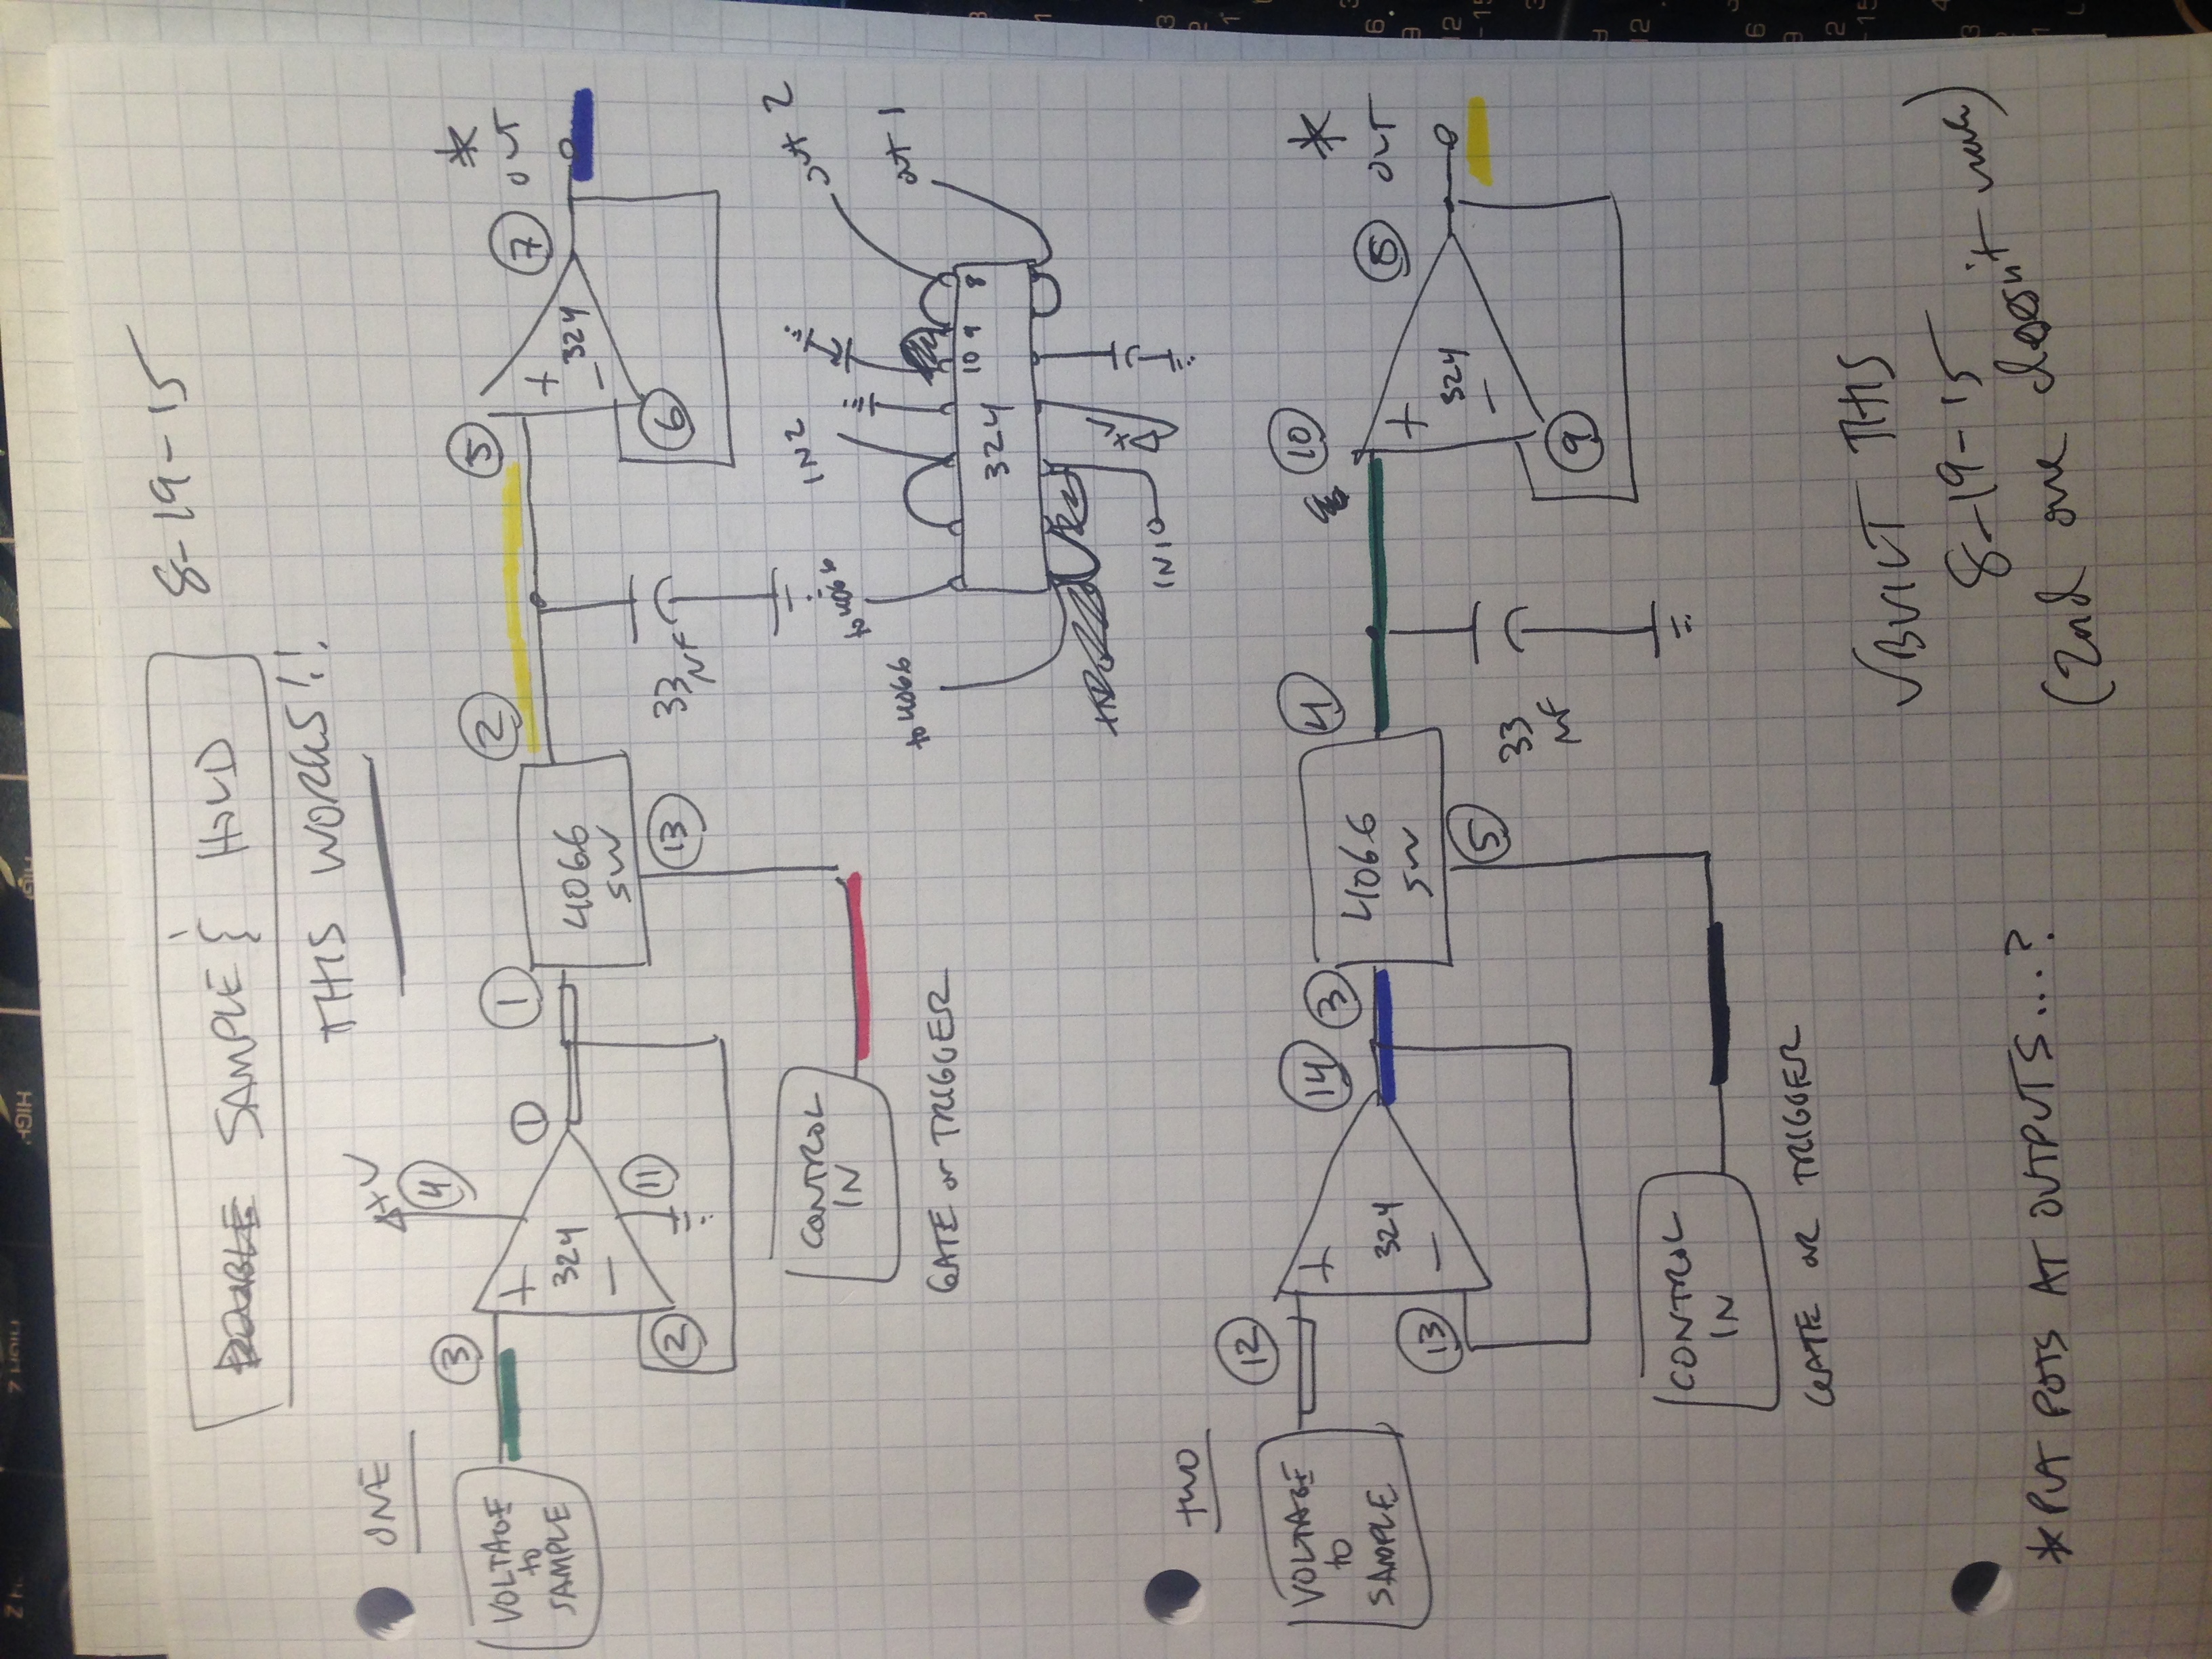 HIGH
~~DOUBLE~~ SAMPLE & HOLD
8-19-15
THIS WORKS!!
ONE
+V
4
3
VOLTAGE
to
SAMPLE
+
324
-
2
11
1
1
4066
SW
13
2
33
NF
5
+
324
-
6
7
*
OUT
CONTROL
IN
GATE or TRIGGER
to 4066
to 4066
IN2
out 2
out 1
10 9 8
324
IN1
+V
TWO
12
VOLTAGE
to
SAMPLE
+
324
-
13
14
3
4066
SW
5
4
33
NF
10
+
324
-
9
8
*
OUT
CONTROL
IN
GATE OR TRIGGER
✓BUILT THIS
8-19-15
(2nd one doesn't work)
*PUT POTS AT OUTPUTS...?